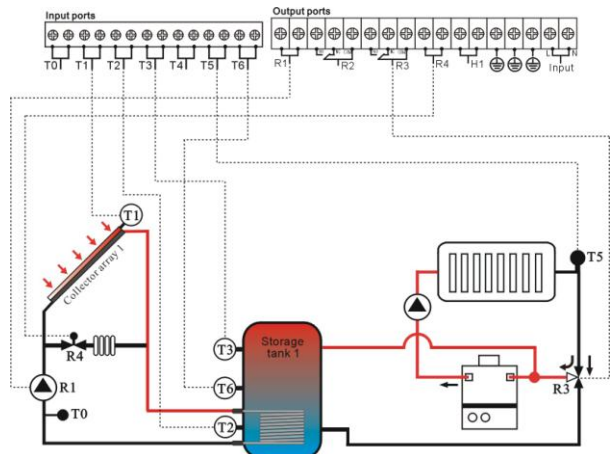 Input ports
Output ports
T0 T1 T2 T3 T4 T5 T6
R1 R2 R3 R4 H1 Input
L N
T1
Collector array 1
T5
R4
T3
Storage
tank 1
R1
T6
R3
T0
T2